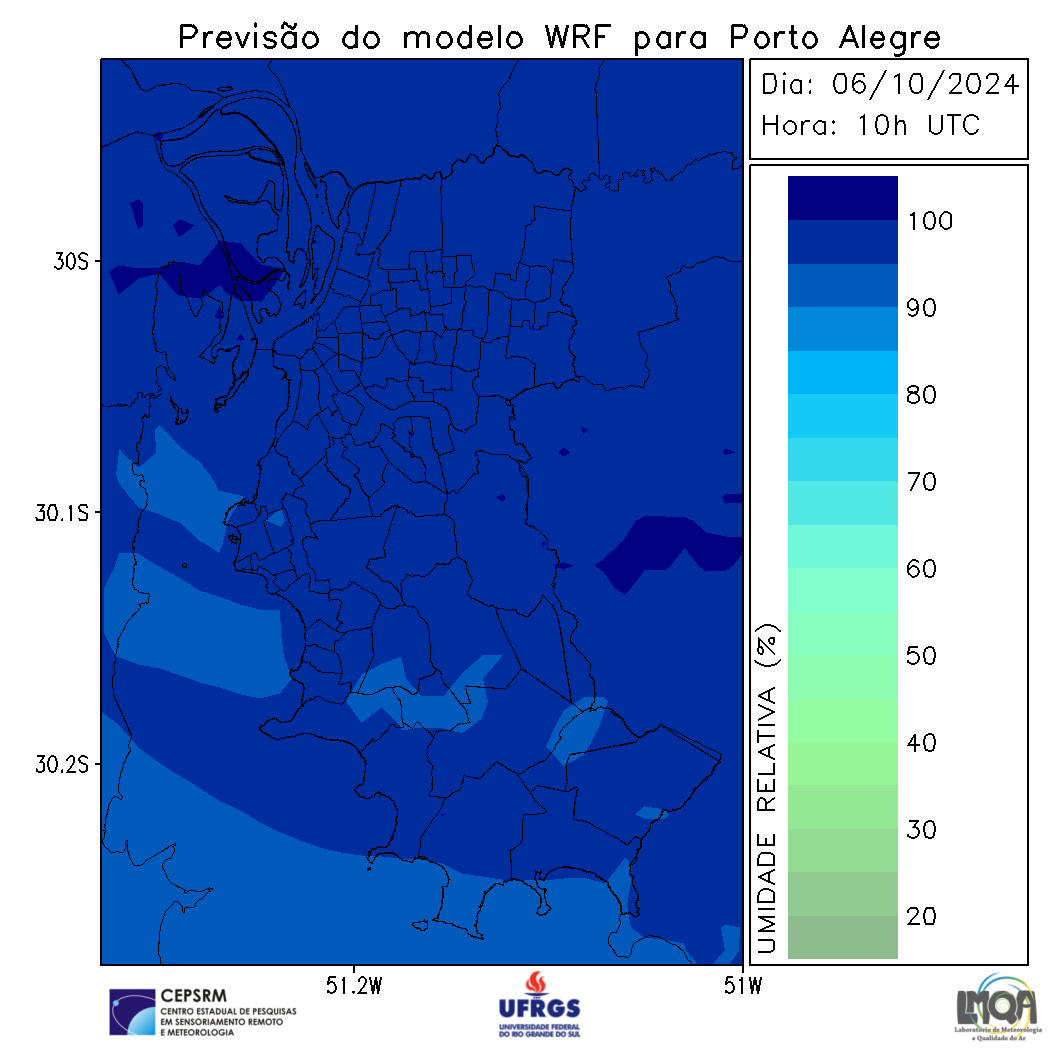 Previsão do modelo WRF para Porto Alegre
Dia: 06/10/2024
Hora: 10h UTC
100
90
80
70
60
50
40
30
20
UMIDADE RELATIVA (%)
30S
30.1S
30.2S
51.2W
51W
CEPSRM
CENTRO ESTADUAL DE PESQUISAS
EM SENSORIAMENTO REMOTO
E METEOROLOGIA
UFRGS
UNIVERSIDADE FEDERAL
DO RIO GRANDE DO SUL
LMQA
Laboratório de Meteorologia
e Qualidade do Ar